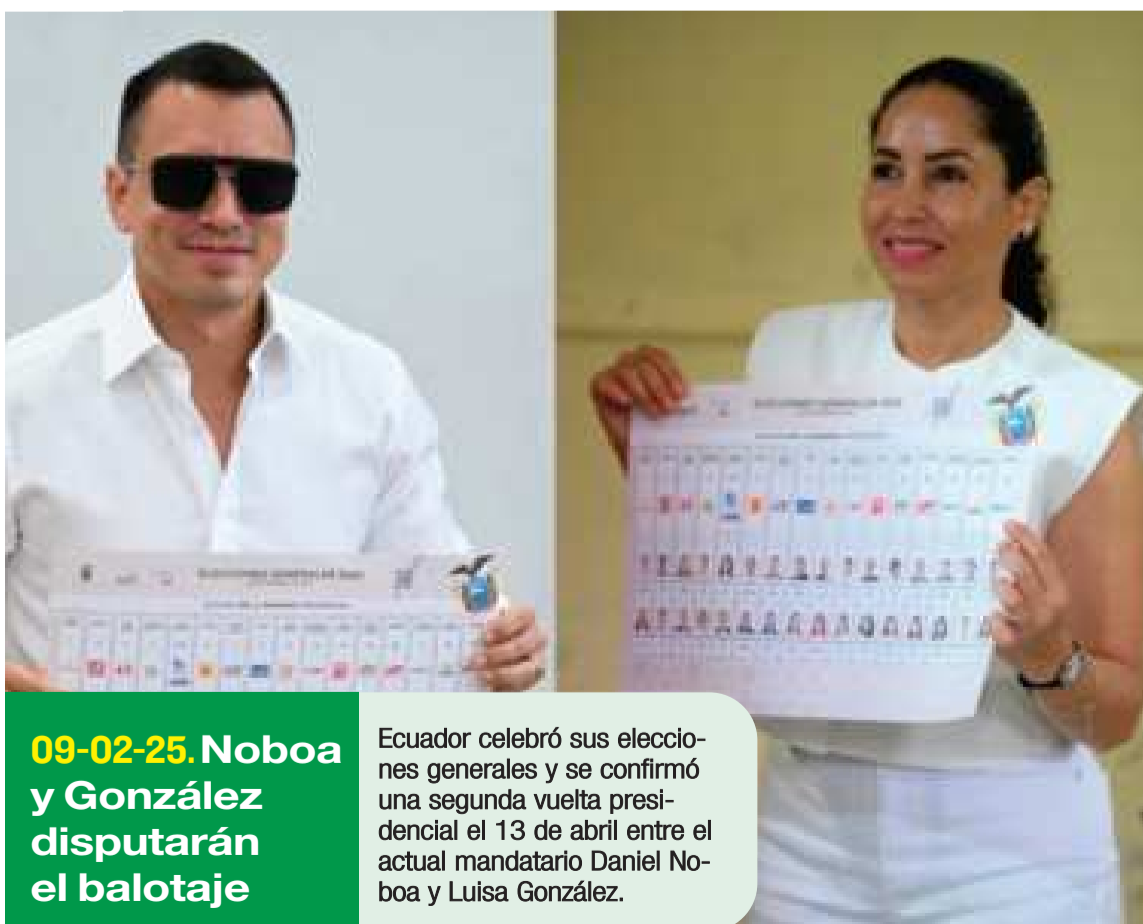 09-02-25. Noboa
y González
disputarán
el balotaje
Ecuador celebró sus eleccio-
nes generales y se confirmó
una segunda vuelta presi-
dencial el 13 de abril entre el
actual mandatario Daniel No-
boa y Luisa González.